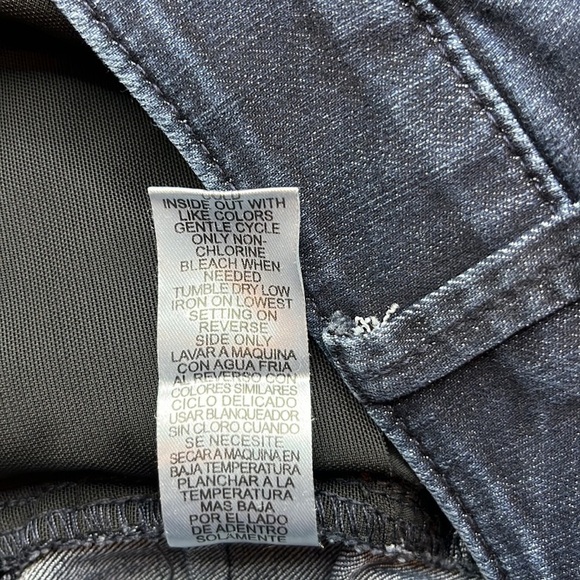 COLD
INSIDE OUT WITH
LIKE COLORS
GENTLE CYCLE
ONLY NON-
CHLORINE
BLEACH WHEN
NEEDED
TUMBLE DRY LOW
IRON ON LOWEST
SETTING ON
REVERSE
SIDE ONLY
LAVAR A MAQUINA
CON AGUA FRIA
AL REVERSO CON
COLORES SIMILARES
CICLO DELICADO
USAR BLANQUEADOR
SIN CLORO CUANDO
SE NECESITE
SECAR A MAQUINA EN
BAJA TEMPERATURA
PLANCHAR A LA
TEMPERATURA
MAS BAJA
POR EL LADO
DE ADENTRO
SOLAMENTE